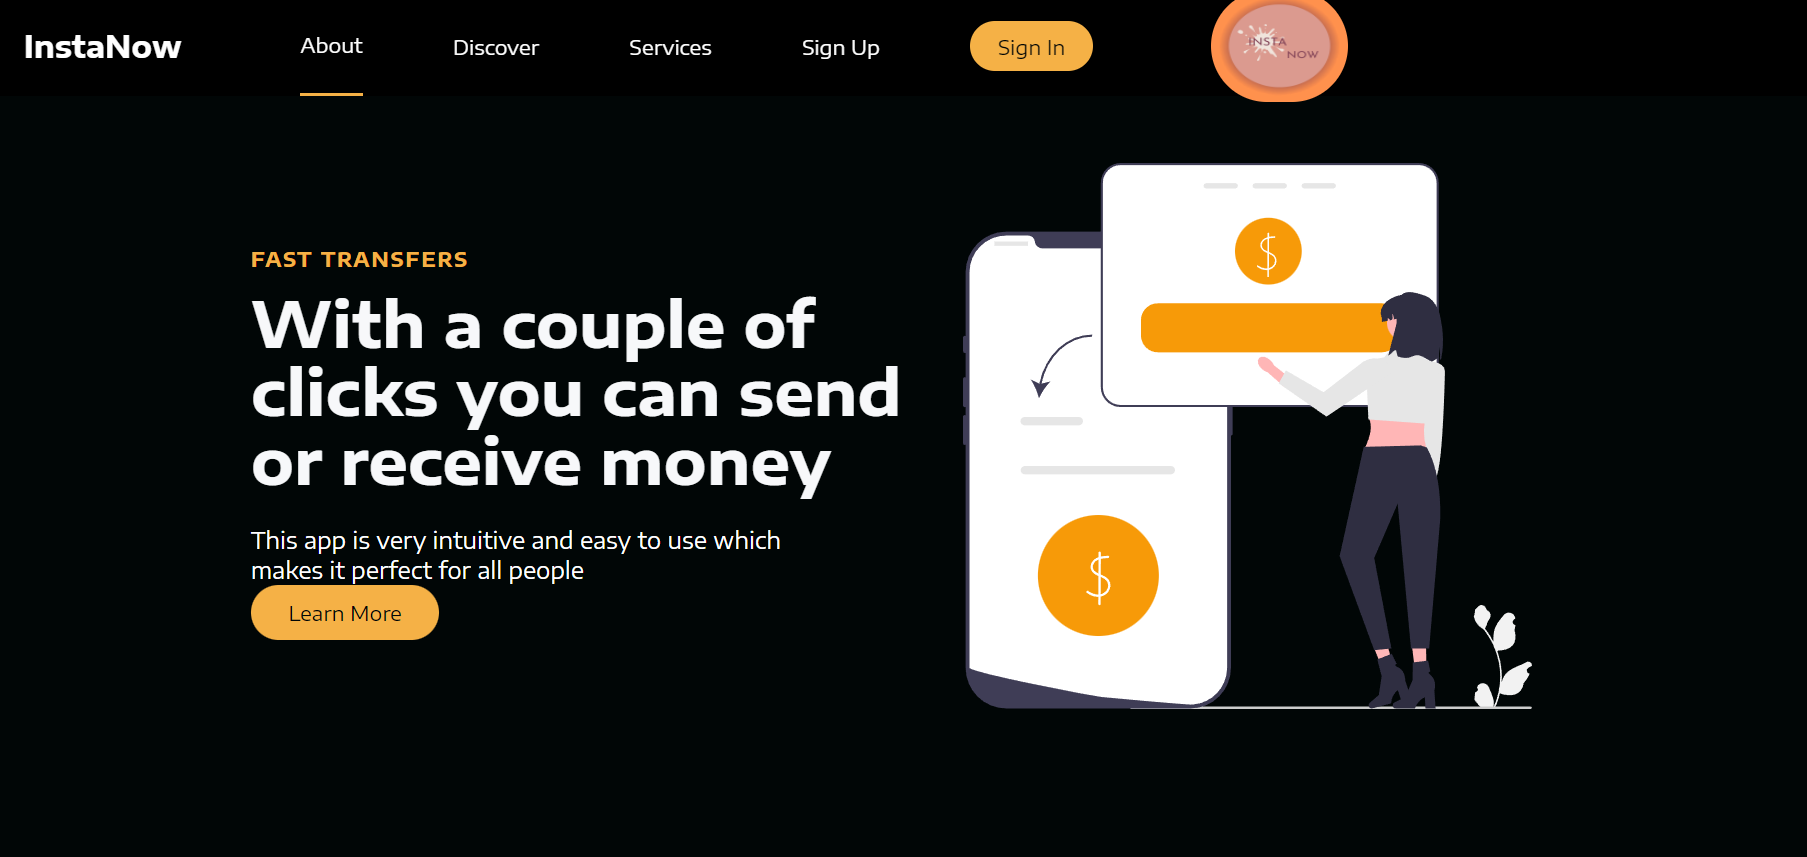 InstaNow
About
Discover
Services
Sign Up
Sign In
INSTA
NOW
FAST TRANSFERS
With a couple of
clicks you can send
or receive money
This app is very intuitive and easy to use which
makes it perfect for all people
Learn More
$
$